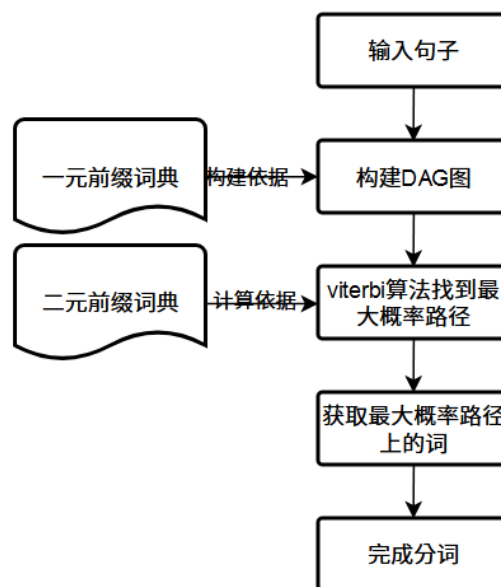 输入句子
一元前缀词典
构建依据
构建DAG图
二元前缀词典
计算依据
viterbi算法找到最
大概率路径
获取最大概率路径
上的词
完成分词